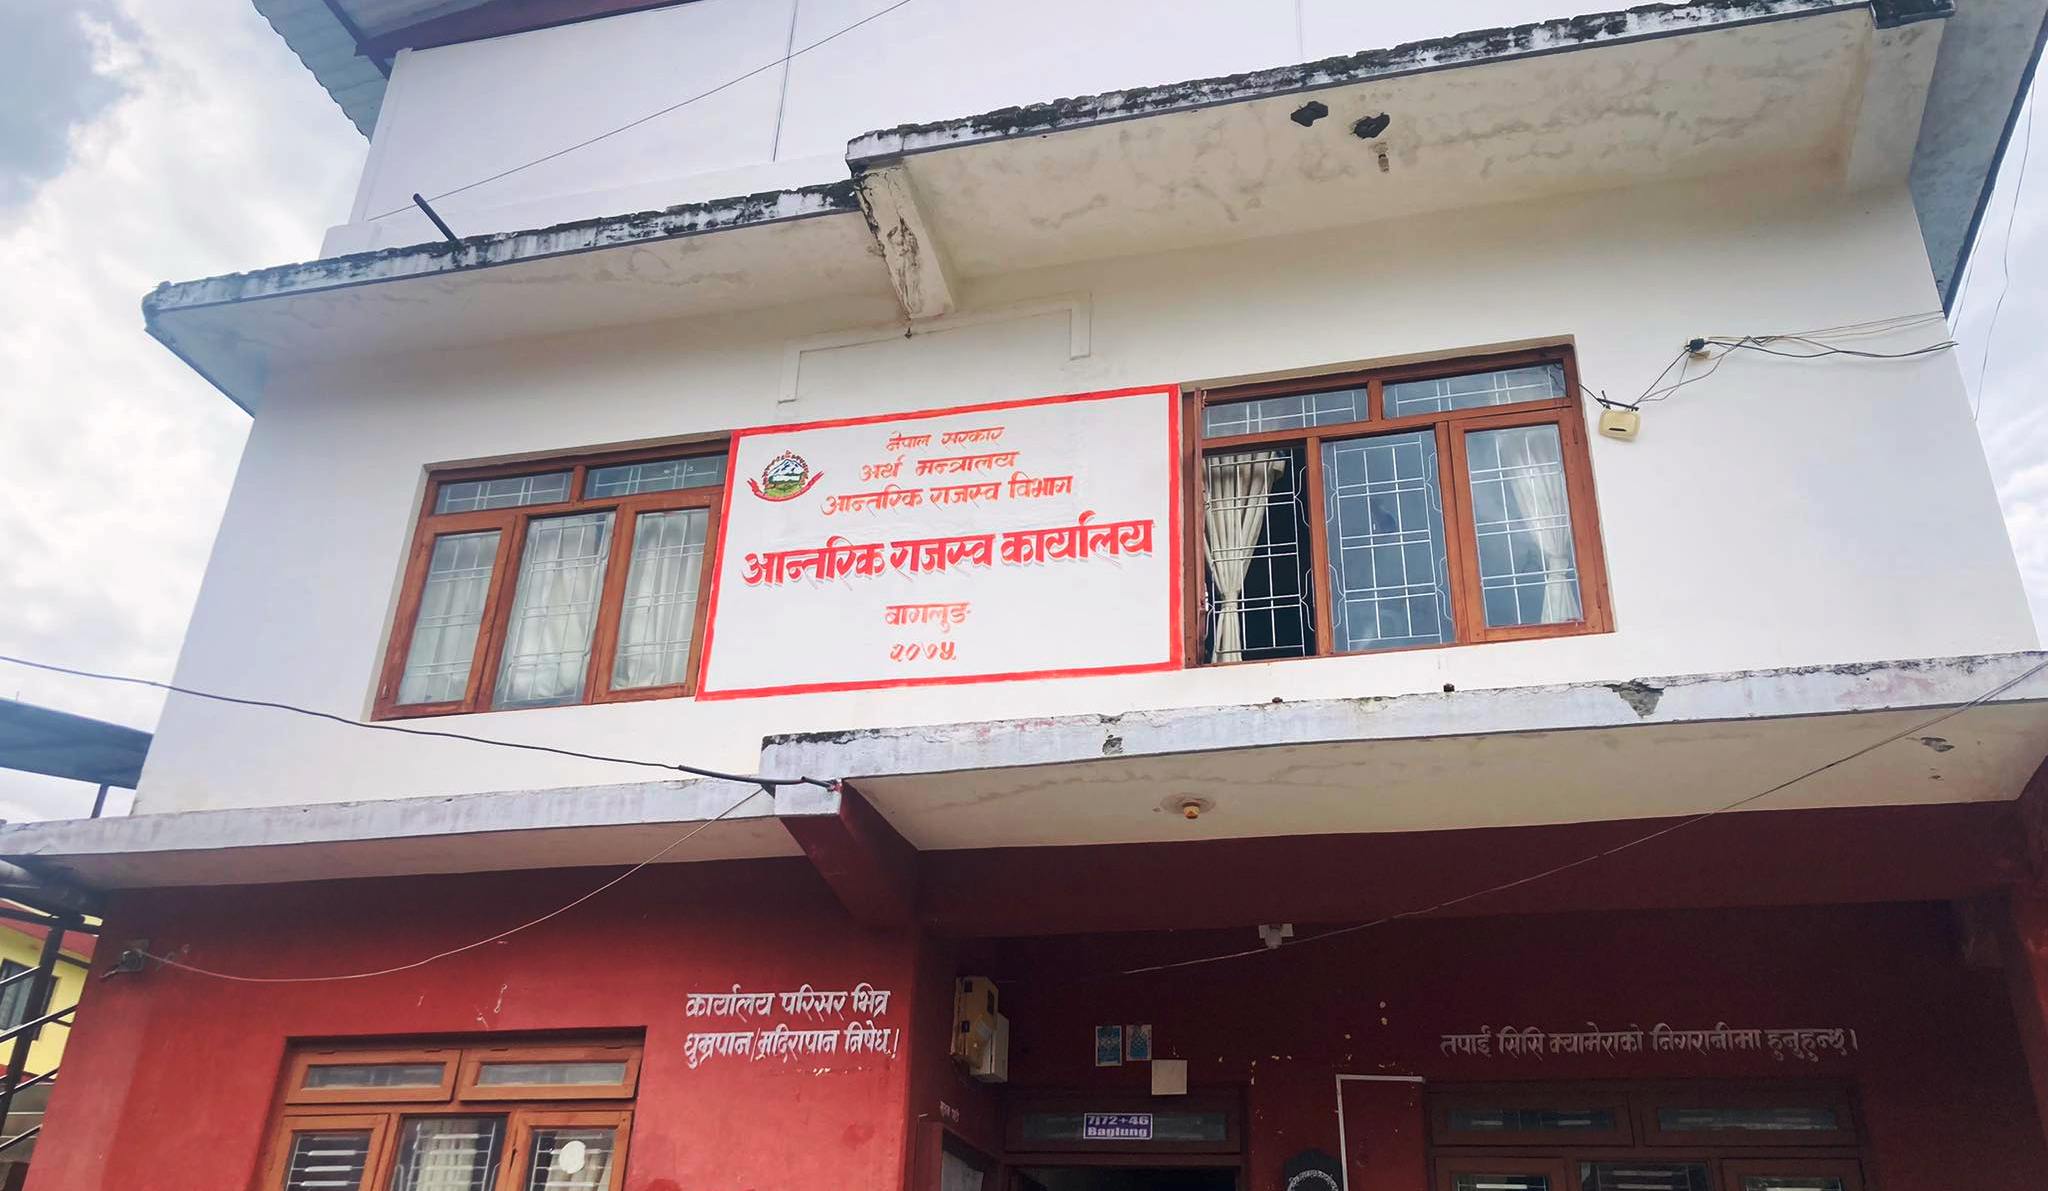 नेपाल सरकार
अर्थ मन्त्रालय
आन्तरिक राजस्व विभाग
आन्तरिक राजस्व कार्यालय
बागलुङ
२०७५
कार्यालय परिसर भित्र
धुम्रपान/मदिरापान निषेध।
तपाईं सिसि क्यामेराको निगरानीमा हुनुहुन्छ।
7J72+46
Baglung